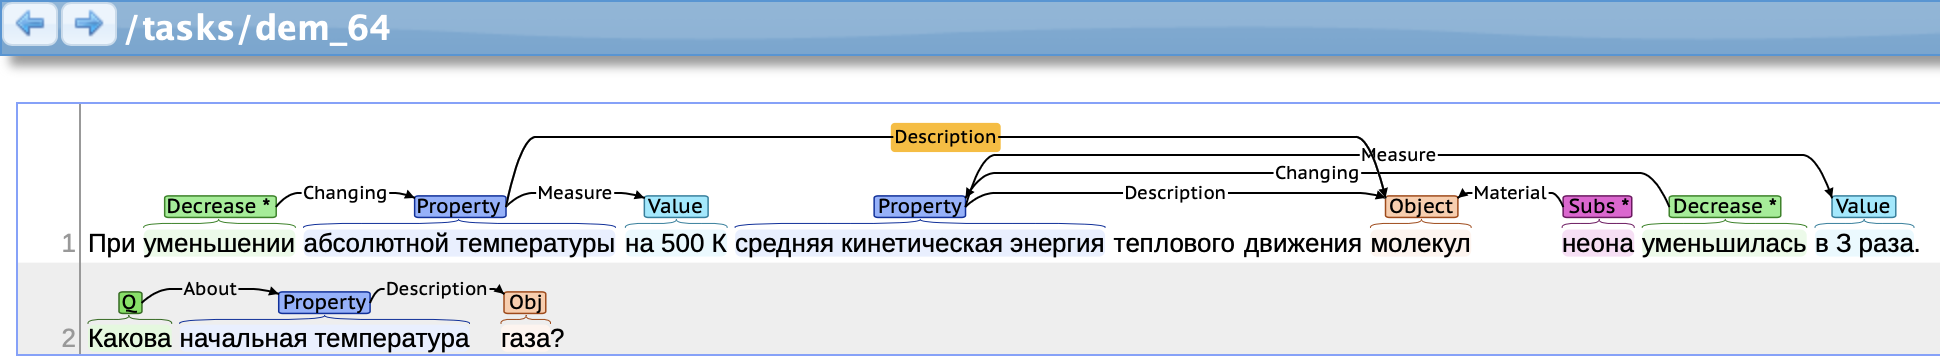 /tasks/dem_64
Description
Measure
Changing
Changing Measure Description Material
Decrease * Property Value Property Object Subs * Decrease * Value
1 При уменьшении абсолютной температуры на 500 К средняя кинетическая энергия теплового движения молекул неона уменьшилась в 3 раза.
About Description
Q Property Obj
2 Какова начальная температура газа?